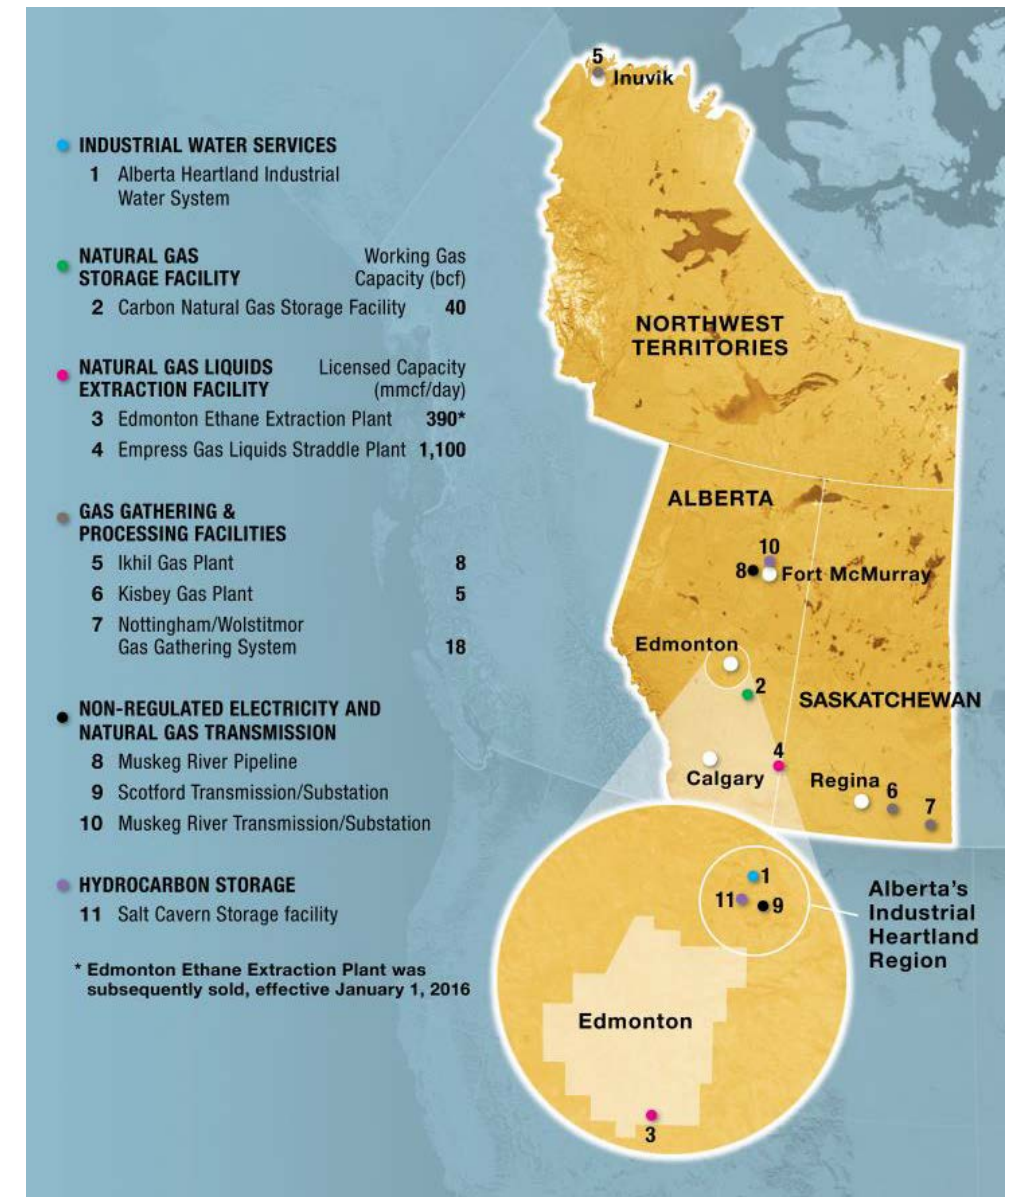 INDUSTRIAL WATER SERVICES
1 Alberta Heartland Industrial
Water System
NATURAL GAS Working Gas
STORAGE FACILITY Capacity (bcf)
2 Carbon Natural Gas Storage Facility 40
NATURAL GAS LIQUIDS Licensed Capacity
EXTRACTION FACILITY (mmcf/day)
3 Edmonton Ethane Extraction Plant 390*
4 Empress Gas Liquids Straddle Plant 1,100
GAS GATHERING &
PROCESSING FACILITIES
5 Ikhil Gas Plant 8
6 Kisbey Gas Plant 5
7 Nottingham/Wolstitmor
Gas Gathering System 18
NON-REGULATED ELECTRICITY AND
NATURAL GAS TRANSMISSION
8 Muskeg River Pipeline
9 Scotford Transmission/Substation
10 Muskeg River Transmission/Substation
HYDROCARBON STORAGE
11 Salt Cavern Storage facility
* Edmonton Ethane Extraction Plant was
subsequently sold, effective January 1, 2016
5
Inuvik
NORTHWEST
TERRITORIES
ALBERTA
10
8 Fort McMurray
Edmonton
2
SASKATCHEWAN
4
Calgary
Regina 6
7
1
11 9
Alberta's
Industrial
Heartland
Region
Edmonton
3